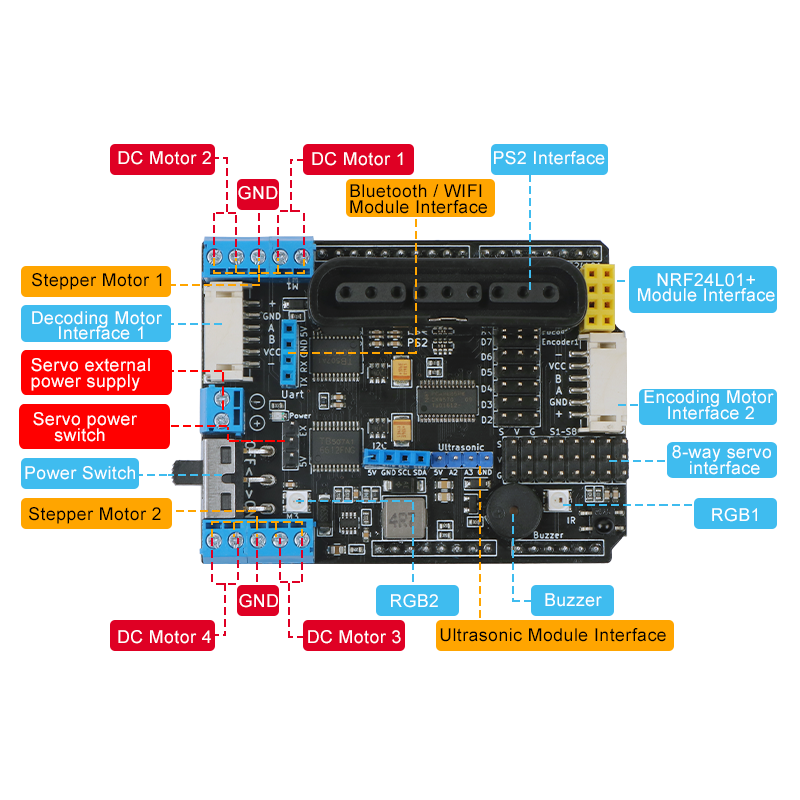 DC Motor 2
DC Motor 1
PS2 Interface
GND
Bluetooth / WIFI
Module Interface
Stepper Motor 1
NRF24L01+
Module Interface
Decoding Motor
Interface 1
Servo external
power supply
Servo power
switch
Power Switch
Stepper Motor 2
Encoding Motor
Interface 2
8-way servo
interface
RGB1
GND
RGB2
Buzzer
DC Motor 4
DC Motor 3
Ultrasonic Module Interface
M1
+
GND
A
B
VCC
−
5V
GND
RX
TX
Uart
PS2
D7
D6
D5
D4
D3
D2
Encoder1
−
VCC
B
A
GND
+
S V G S1-S8
Power
EX
5V
OFF
ON
I2C
5V GND SCL SDA
Ultrasonic
5V A2 A3 GND
S
V
G
M3
4R7
IR
Buzzer